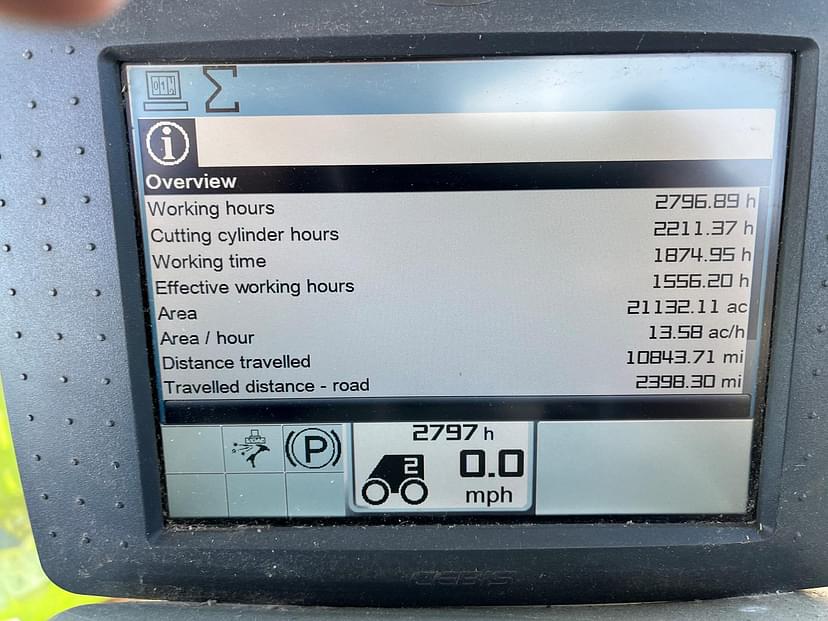 Overview
Working hours 2796.89 h
Cutting cylinder hours 2211.37 h
Working time 1874.95 h
Effective working hours 1556.20 h
Area 21132.11 ac
Area / hour 13.58 ac/h
Distance travelled 10843.71 mi
Travelled distance - road 2398.30 mi
2797 h
(P)
2
0.0
mph
CEBIS